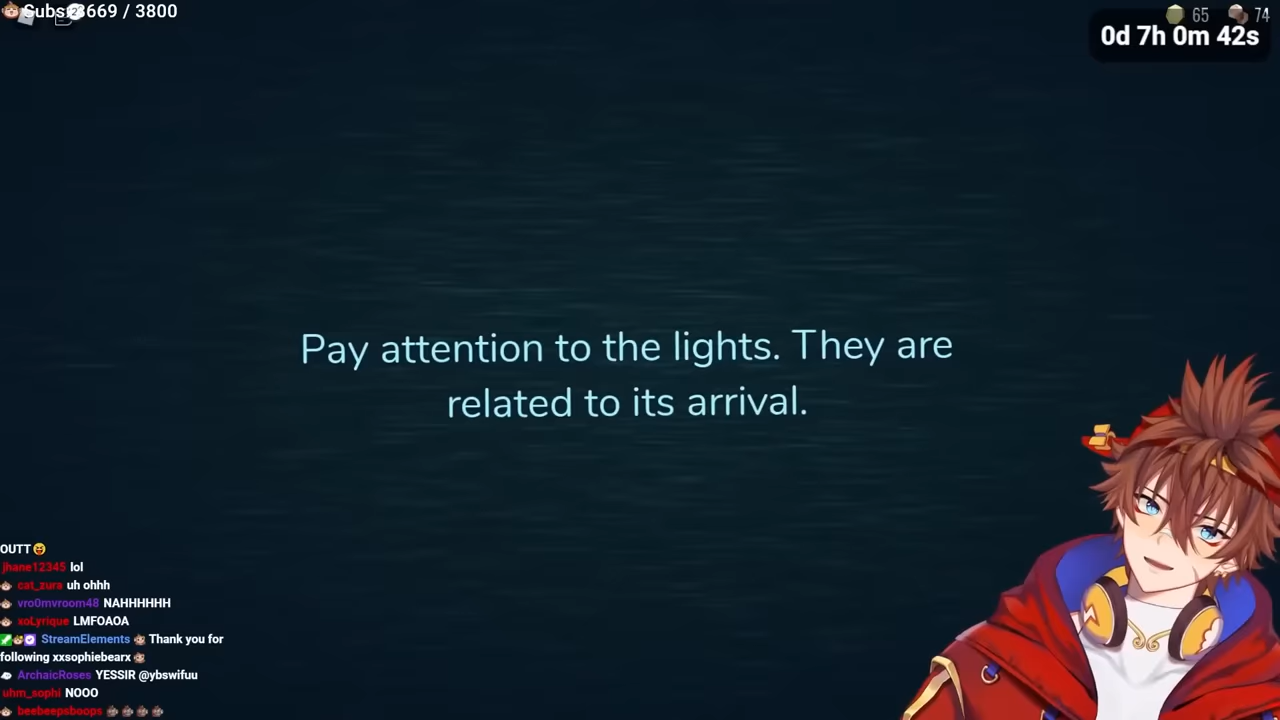 Subs: 3669 / 3800
65
74
0d 7h 0m 42s
Pay attention to the lights. They are
related to its arrival.
OUTT 😝
jhane12345 lol
cat_zura uh ohhh
vro0mvroom48 NAHHHHHH
xoLyrique LMFOAOA
StreamElements Thank you for
following xxsophiebearx
ArchaicRoses YESSIR @ybswifuu
uhm_sophi NOOO
beebeepsboops